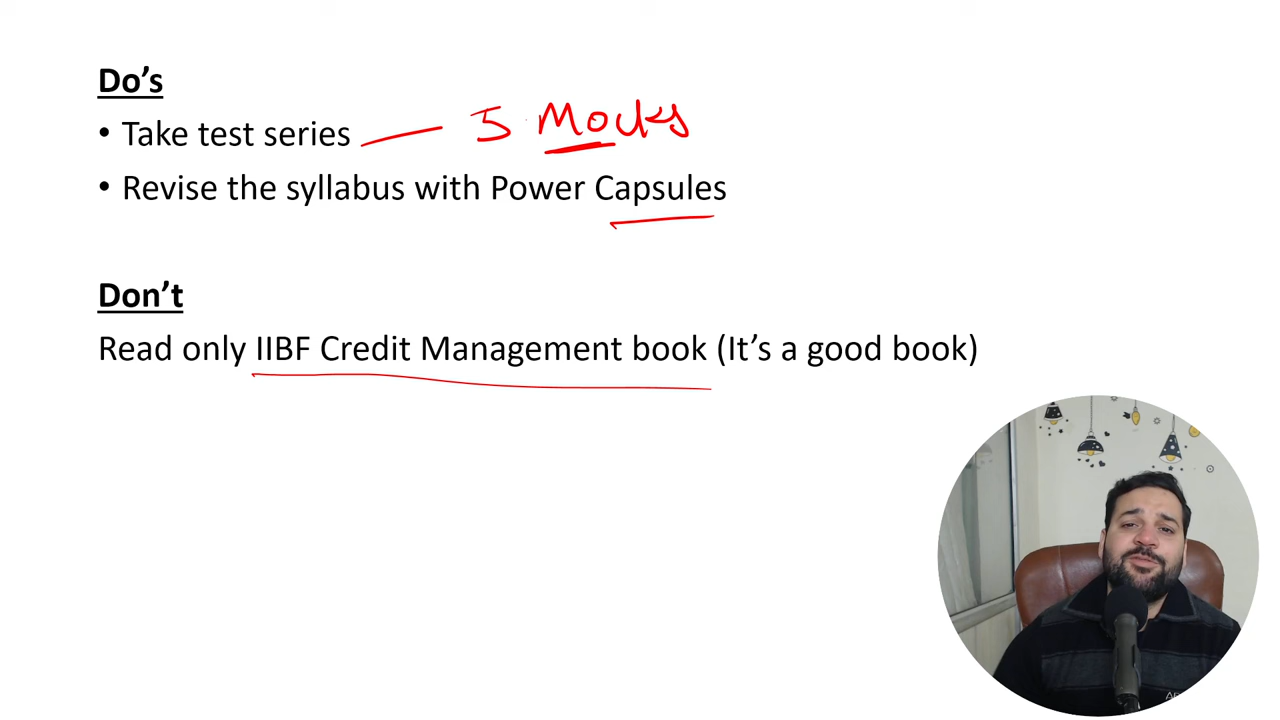 Do’s
• Take test series — 5 Mocks
• Revise the syllabus with Power Capsules
Don’t
Read only IIBF Credit Management book (It’s a good book)